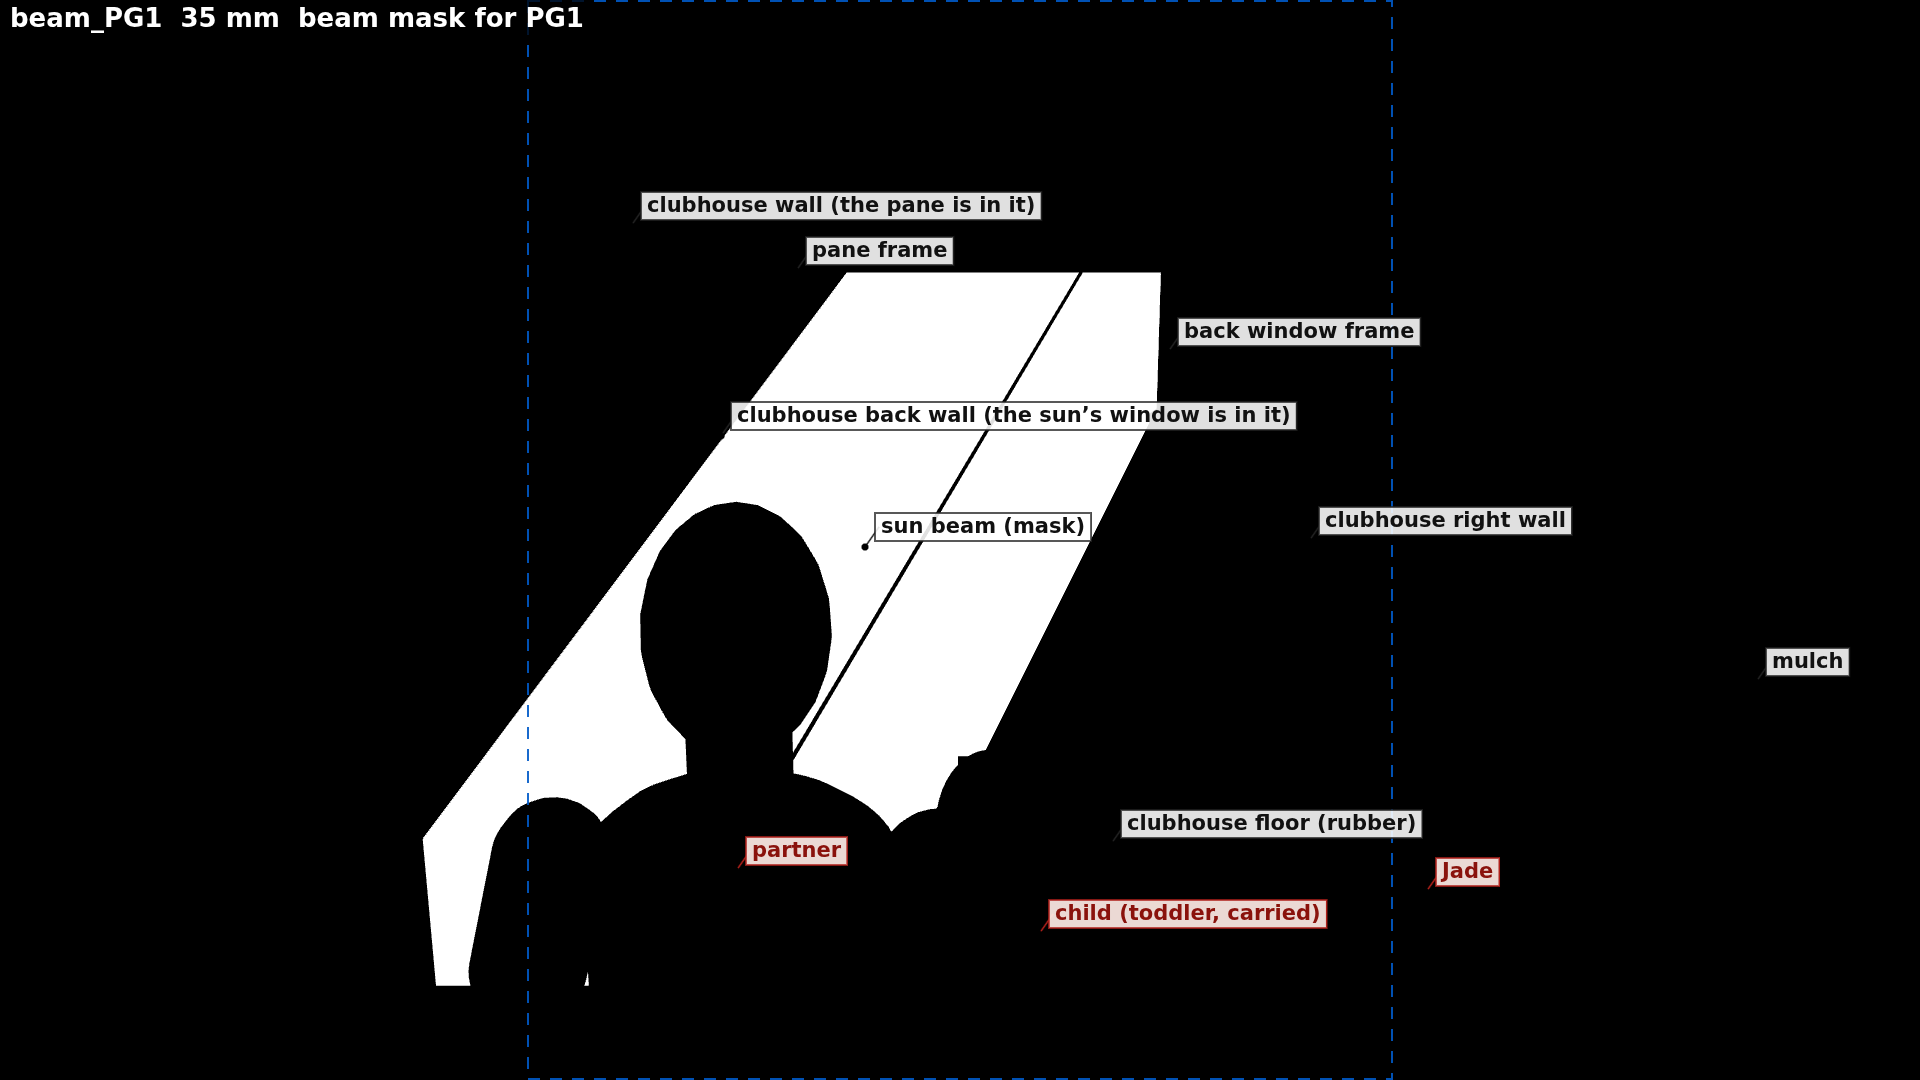 beam_PG1  35 mm  beam mask for PG1
clubhouse wall (the pane is in it)
pane frame
back window frame
clubhouse back wall (the sun’s window is in it)
sun beam (mask)
clubhouse right wall
mulch
clubhouse floor (rubber)
partner
Jade
child (toddler, carried)